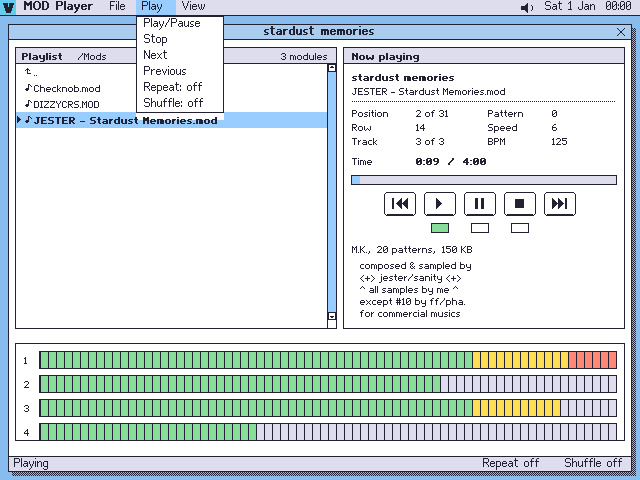 MOD Player File Play View Sat 1 Jan 00:00
Play/Pause
Stop
Next
Previous
Repeat: off
Shuffle: off
stardust memories
Playlist /Mods 3 modules
..
Checknob.mod
DIZZYCRS.MOD
JESTER - Stardust Memories.mod
Now playing
stardust memories
JESTER - Stardust Memories.mod
Position 2 of 31 Pattern 0
Row 14 Speed 6
Track 3 of 3 BPM 125
Time 0:09 / 4:00
M.K., 20 patterns, 150 KB
composed & sampled by
<+> jester/sanity <+>
^ all samples by me ^
except #10 by ff/pha.
for commercial musics
1
2
3
4
Playing Repeat off Shuffle off